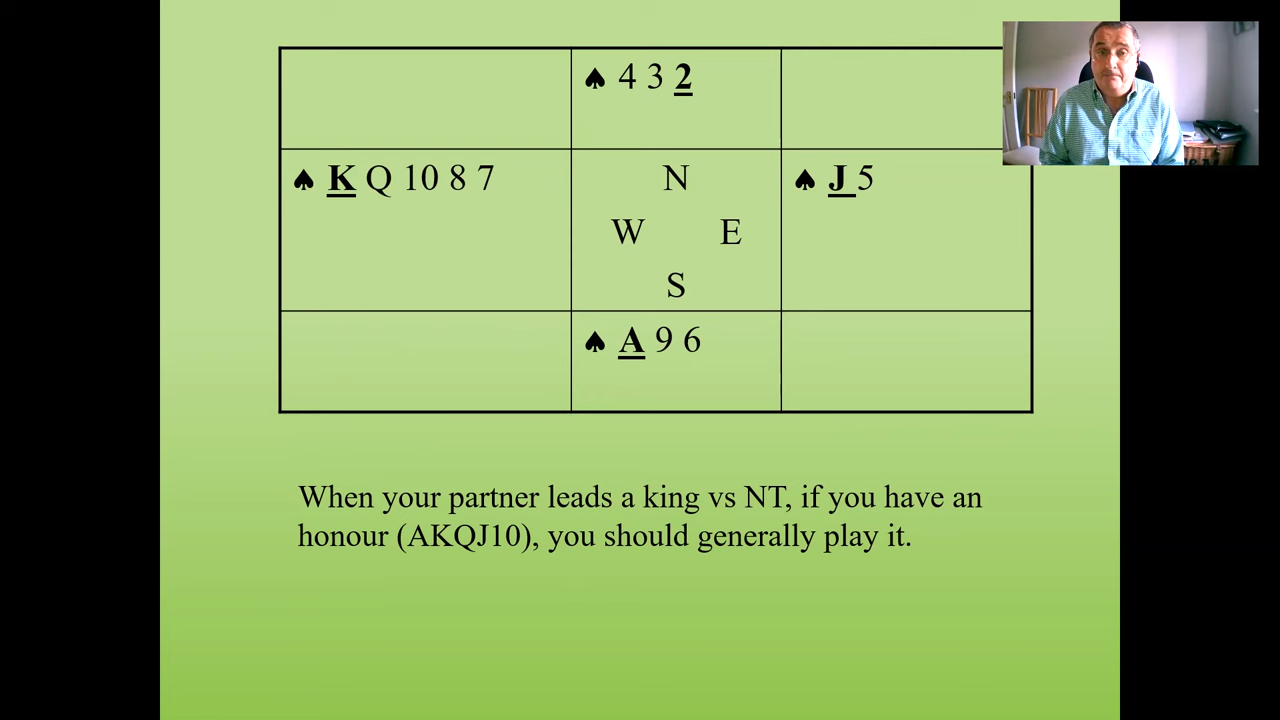 ♠ 4 3 2
♠ K Q 10 8 7
N
♠ J 5
W E
S
♠ A 9 6
When your partner leads a king vs NT, if you have an
honour (AKQJ10), you should generally play it.